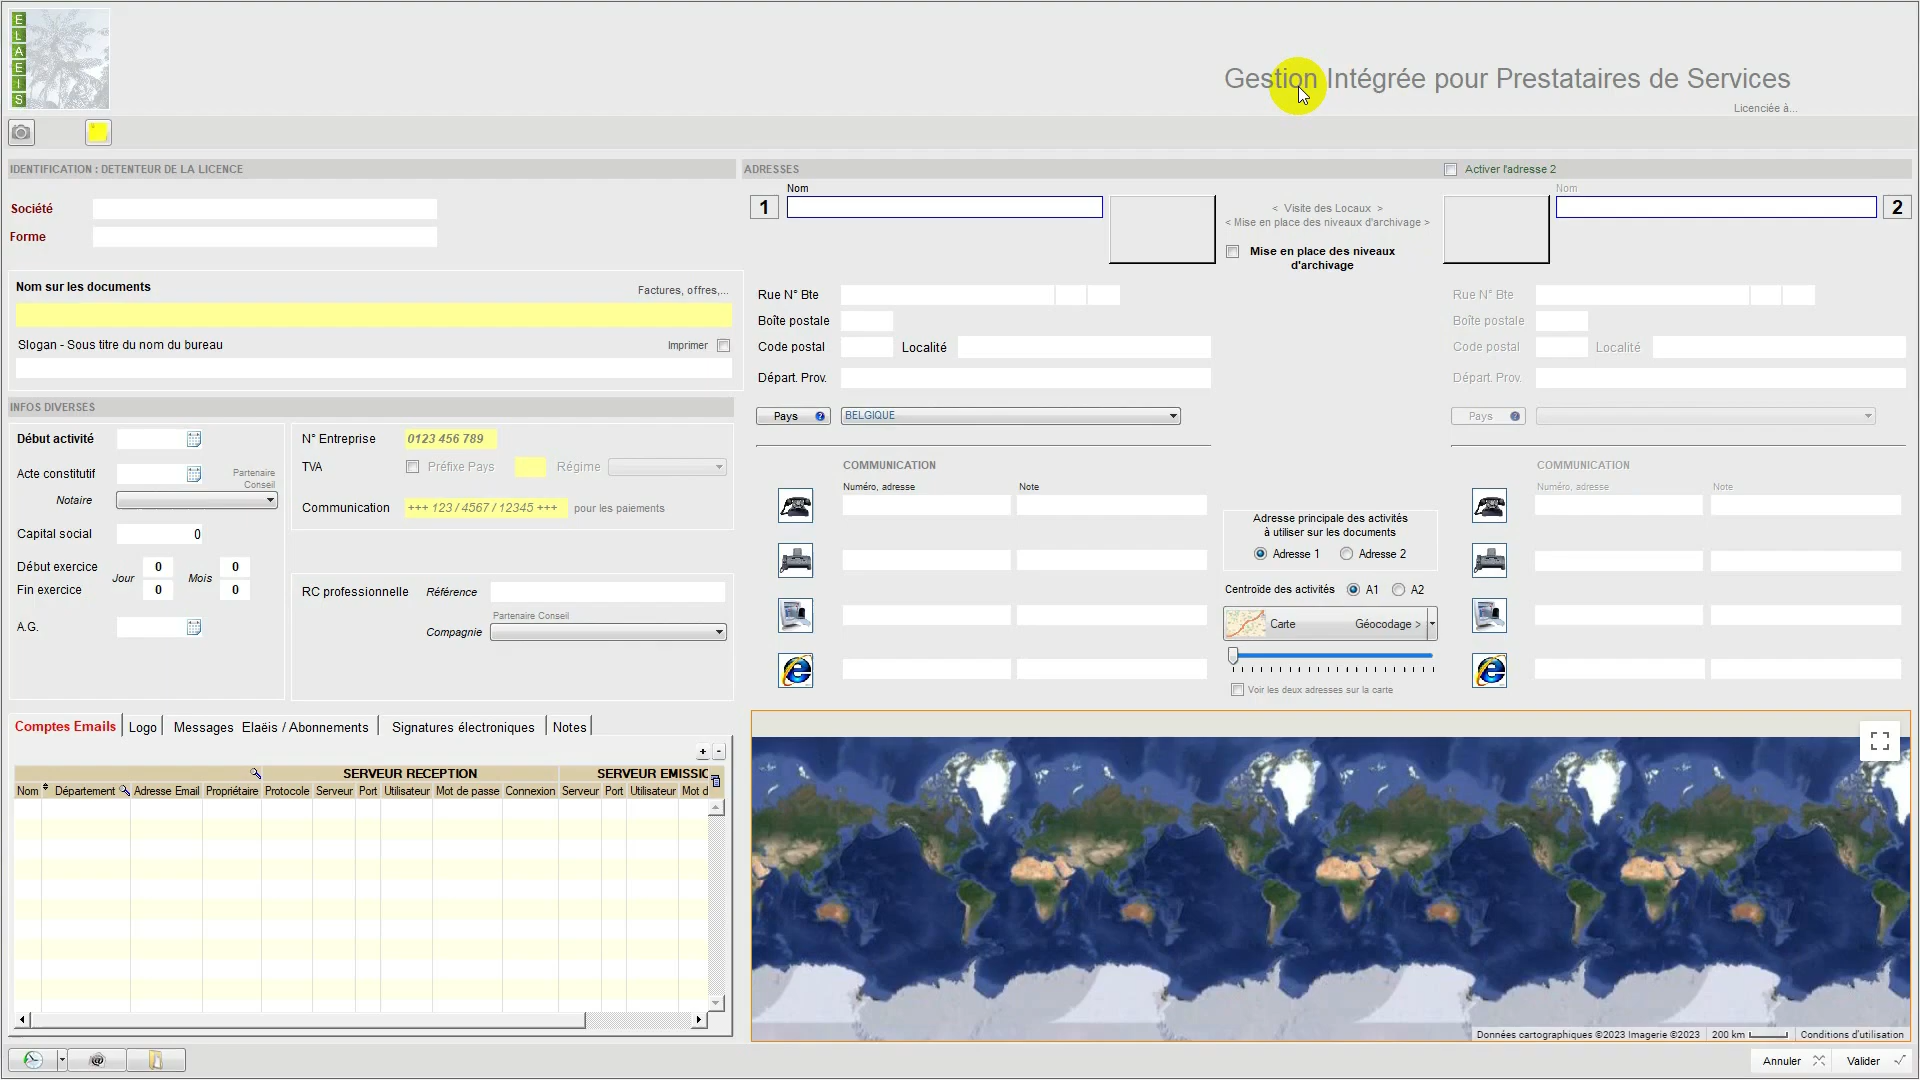 ELAEIS
Gestion Intégrée pour Prestataires de Services
Licenciée à...
IDENTIFICATION : DETENTEUR DE LA LICENCE
Société
Forme
Nom sur les documents
Factures, offres,...
Slogan - Sous titre du nom du bureau
Imprimer
INFOS DIVERSES
Début activité
Acte constitutif
Partenaire
Conseil
Notaire
Capital social
0
Début exercice
Jour
0
Mois
0
Fin exercice
0
0
A.G.
N° Entreprise
0123 456 789
TVA
Préfixe Pays
Régime
Communication
+++ 123 / 4567 / 12345 +++
pour les paiements
RC professionnelle
Référence
Partenaire Conseil
Compagnie
ADRESSES
Activer l'adresse 2
1
Nom
< Visite des Locaux >
< Mise en place des niveaux d'archivage >
Mise en place des niveaux
d'archivage
Nom
2
Rue N° Bte
Boîte postale
Code postal
Localité
Départ. Prov.
Pays
BELGIQUE
Rue N° Bte
Boîte postale
Code postal
Localité
Départ. Prov.
Pays
COMMUNICATION
Numéro, adresse
Note
Adresse principale des activités
à utiliser sur les documents
Adresse 1
Adresse 2
Centroïde des activités
A1
A2
Carte
Géocodage >
Voir les deux adresses sur la carte
COMMUNICATION
Numéro, adresse
Note
Comptes Emails
Logo
Messages Elaëis / Abonnements
Signatures électroniques
Notes
+
-
SERVEUR RECEPTION
SERVEUR EMISSIC
Nom
Département
Adresse Email
Propriétaire
Protocole
Serveur
Port
Utilisateur
Mot de passe
Connexion
Serveur
Port
Utilisateur
Mot d
Données cartographiques ©2023 Imagerie ©2023
200 km
Conditions d'utilisation
Annuler
Valider